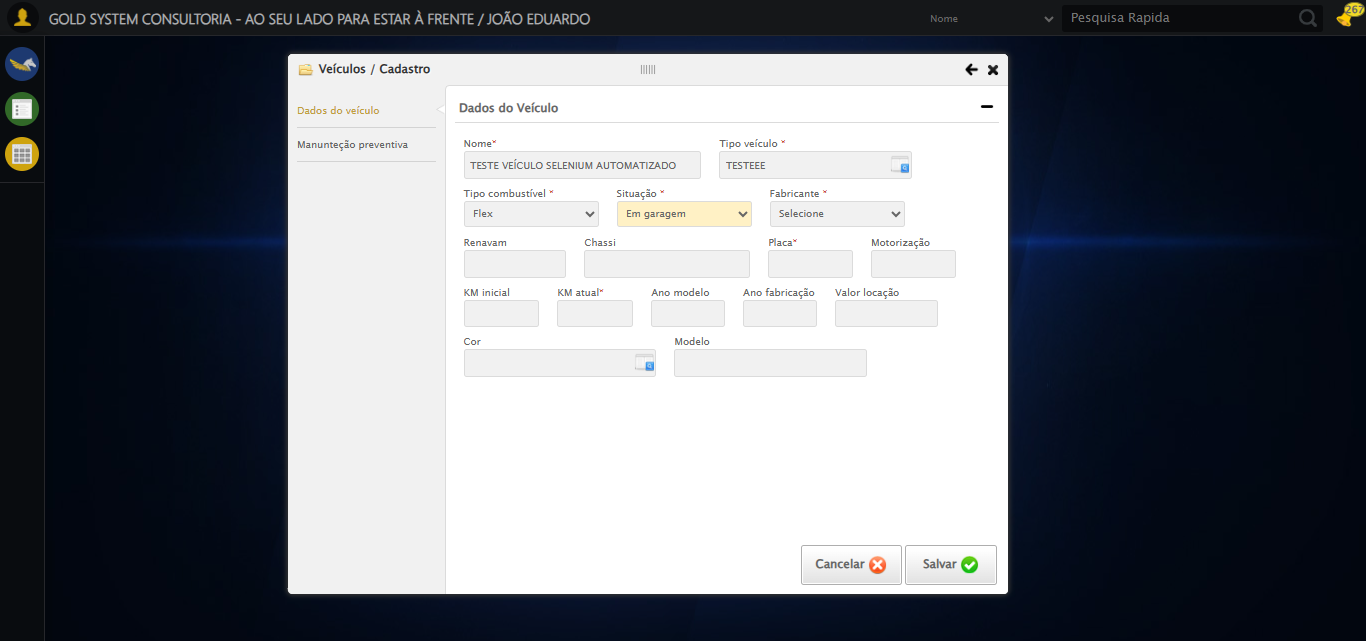 GOLD SYSTEM CONSULTORIA - AO SEU LADO PARA ESTAR À FRENTE / JOÃO EDUARDO
Nome
Pesquisa Rapida
267
Veículos / Cadastro
Dados do veículo
Manunteção preventiva
Dados do Veículo
Nome*
Tipo veículo *
TESTE VEÍCULO SELENIUM AUTOMATIZADO
TESTEEE
Tipo combustível *
Situação *
Fabricante *
Flex
Em garagem
Selecione
Renavam
Chassi
Placa*
Motorização
KM inicial
KM atual*
Ano modelo
Ano fabricação
Valor locação
Cor
Modelo
Cancelar
Salvar